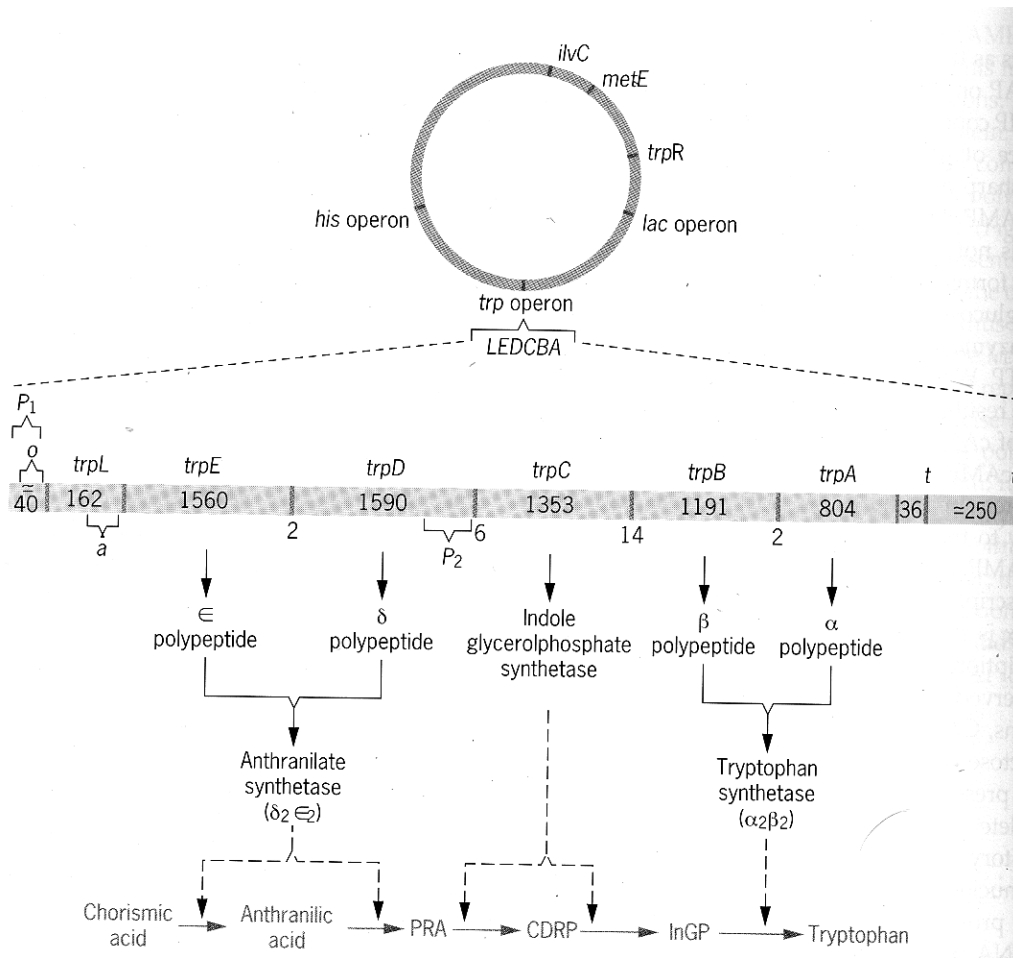 ilvC
metE
trpR
his operon
lac operon
trp operon
LEDCBA
P1
o
trpL trpE trpD trpC trpB trpA t
≃40 162 1560 1590 1353 1191 804 36 ≃250
a 2 P2 6 14 2
∈ polypeptide
δ polypeptide
Indole
glycerolphosphate
synthetase
β polypeptide
α polypeptide
Anthranilate
synthetase
(δ2 ∈2)
Tryptophan
synthetase
(α2β2)
Chorismic
acid
Anthranilic
acid
PRA
CDRP
InGP
Tryptophan